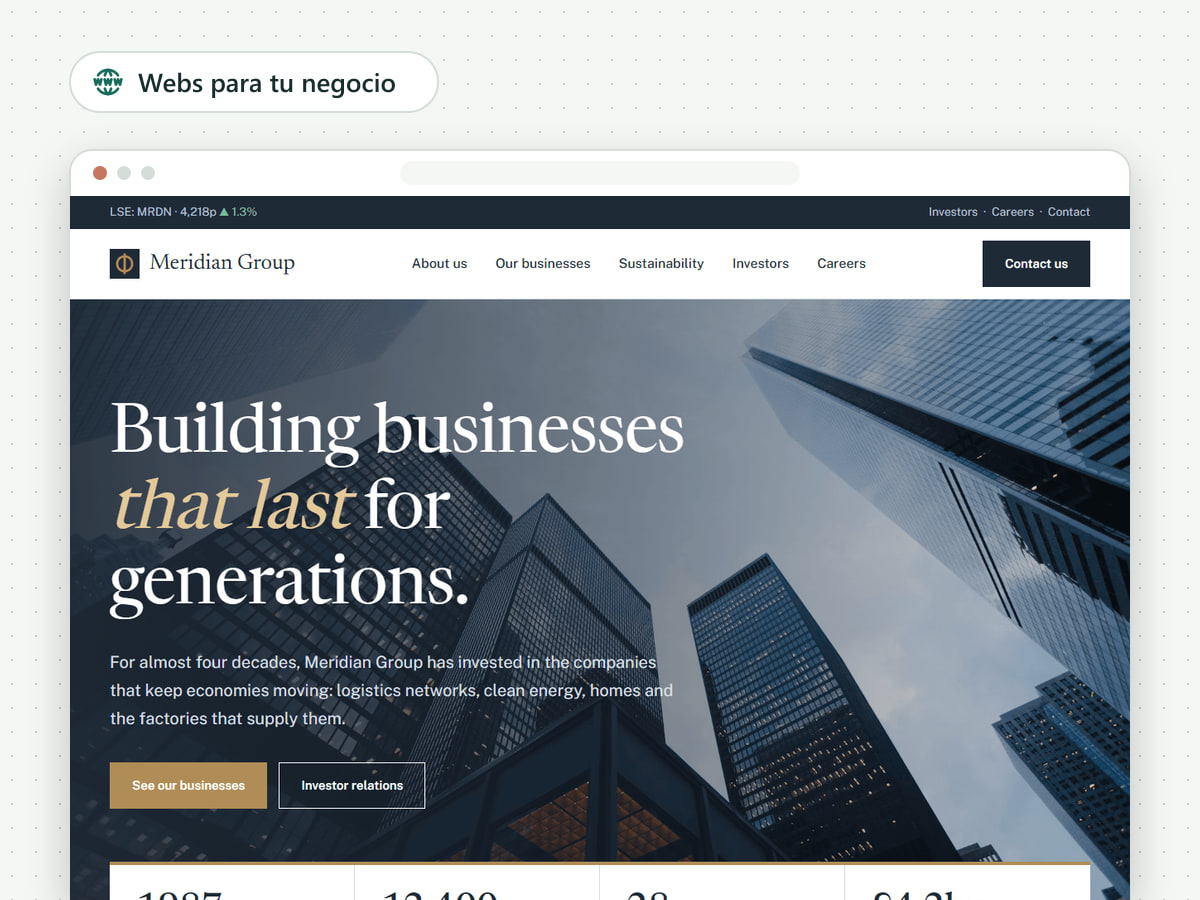 Webs para tu negocio
LSE: MRDN · 4,218p ▲ 1.3%
Investors · Careers · Contact
Meridian Group
About us
Our businesses
Sustainability
Investors
Careers
Contact us
Building businesses
that last for
generations.
For almost four decades, Meridian Group has invested in the companies
that keep economies moving: logistics networks, clean energy, homes and
the factories that supply them.
See our businesses
Investor relations